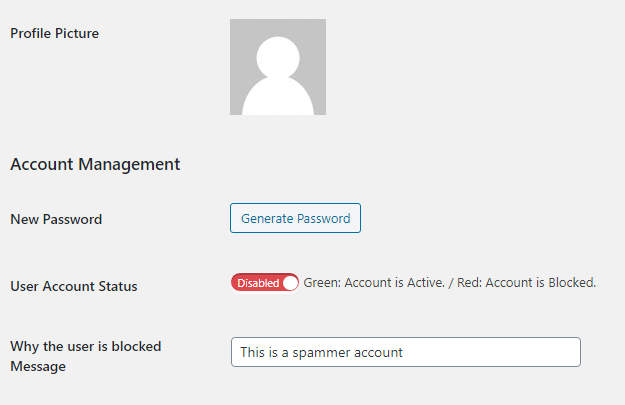 Profile Picture
Account Management
New Password
Generate Password
User Account Status
Disabled
Green: Account is Active. / Red: Account is Blocked.
Why the user is blocked
Message
This is a spammer account